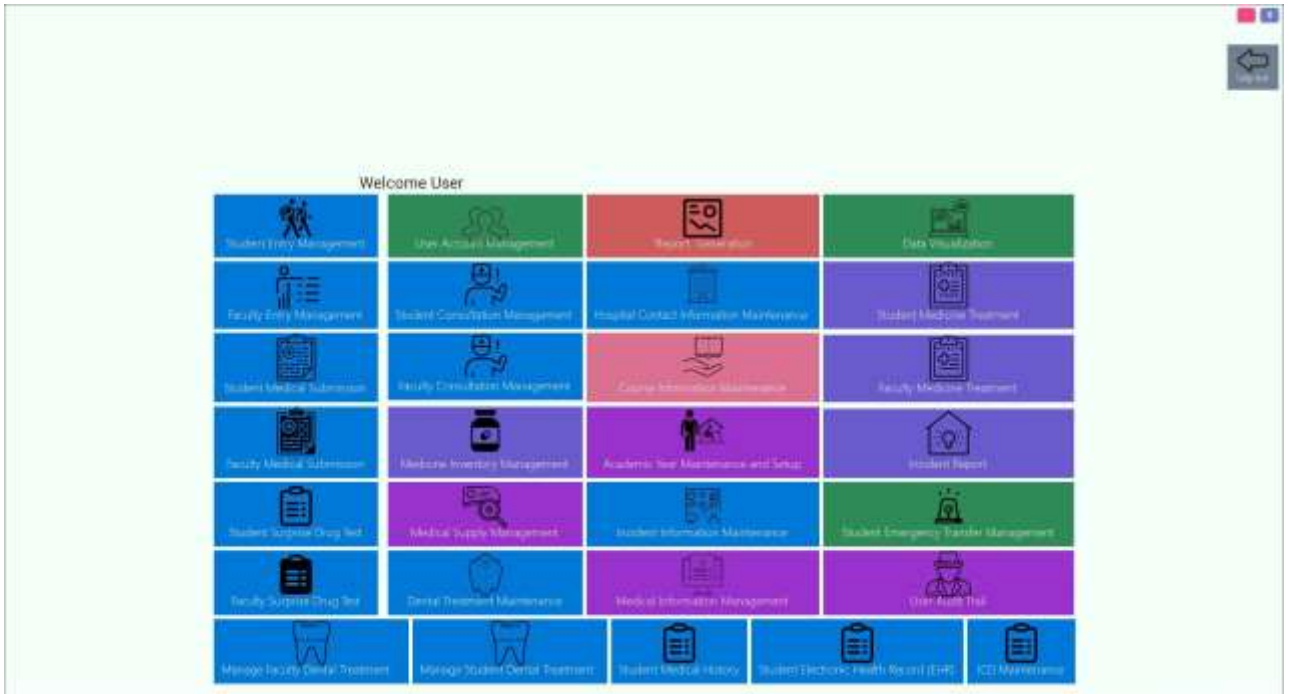 Log out
Welcome User
Student Entry Management
User Account Management
Report Generation
Data Visualization
Faculty Entry Management
Student Consultation Management
Hospital Contact Information Maintenance
Student Medicine Treatment
Student Medical Submission
Faculty Consultation Management
Course Information Maintenance
Faculty Medicine Treatment
Faculty Medical Submission
Medicine Inventory Management
Academic Year Maintenance and Setup
Incident Report
Student Surprise Drug Test
Medical Supply Management
Incident Information Maintenance
Student Emergency Transfer Management
Faculty Surprise Drug Test
Dental Treatment Maintenance
Medical Information Management
User Audit Trail
Manage Faculty Dental Treatment
Manage Student Dental Treatment
Student Medical History
Student Electronic Health Record (EHR)
ICD Maintenance